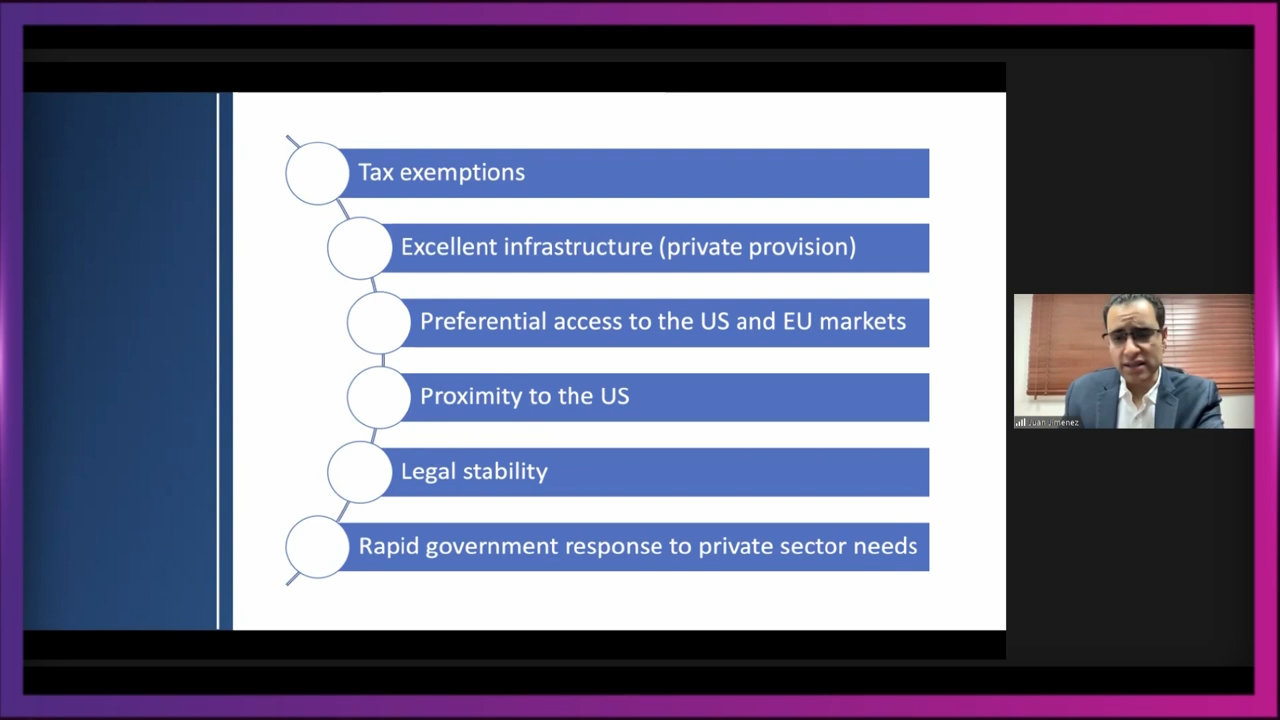 Tax exemptions
Excellent infrastructure (private provision)
Preferential access to the US and EU markets
Proximity to the US
Legal stability
Rapid government response to private sector needs
Juan Jimenez